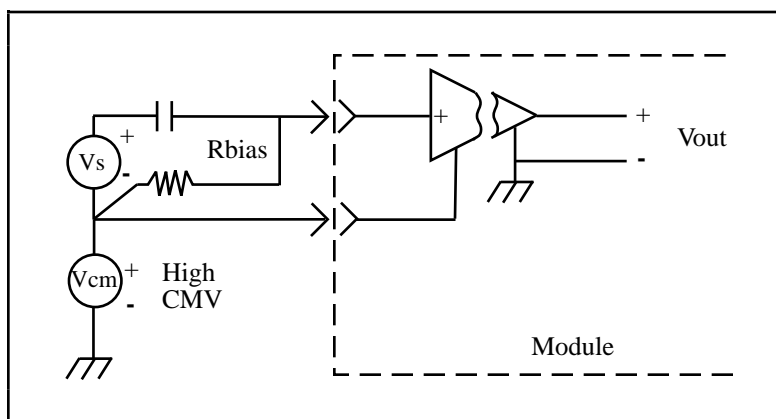 +
Vs
-
Rbias
+
+
Vout
-
Vcm
+
-
High
CMV
Module